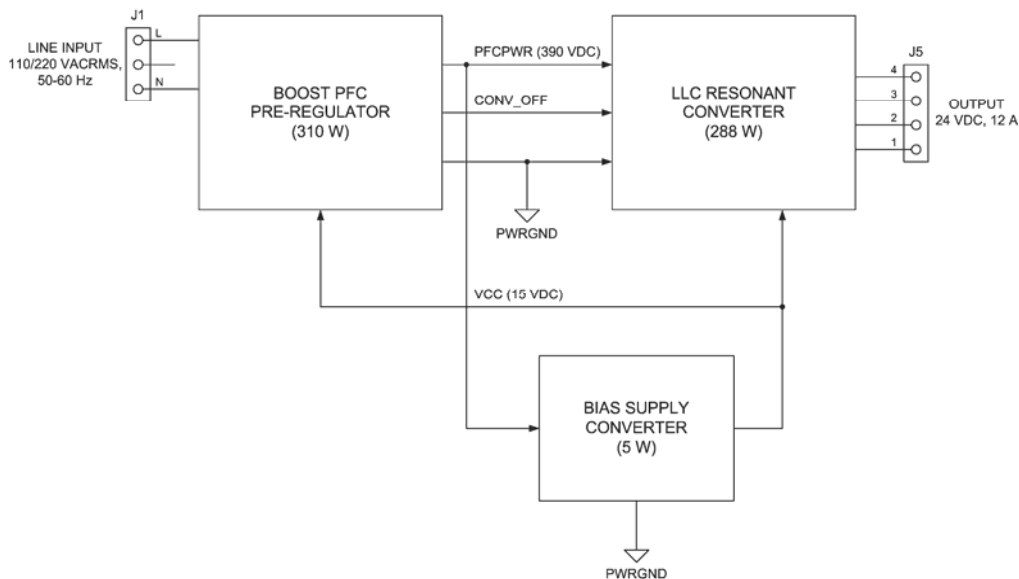 J1
LINE INPUT
110/220 VACRMS,
50-60 Hz
L
N
BOOST PFC
PRE-REGULATOR
(310 W)
PFCPWR (390 VDC)
CONV_OFF
PWRGND
LLC RESONANT
CONVERTER
(288 W)
J5
4
3
2
1
OUTPUT
24 VDC, 12 A
VCC (15 VDC)
BIAS SUPPLY
CONVERTER
(5 W)
PWRGND